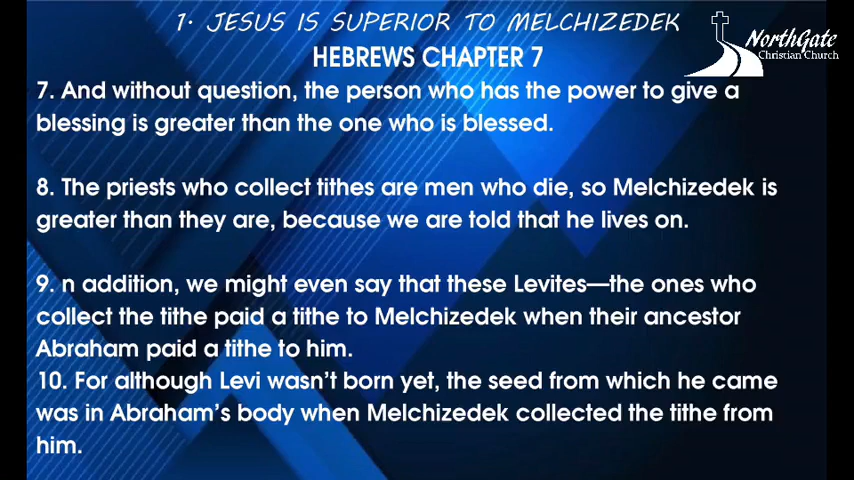 1. JESUS IS SUPERIOR TO MELCHIZEDEK
NorthGate
Christian Church
HEBREWS CHAPTER 7
7. And without question, the person who has the power to give a
blessing is greater than the one who is blessed.
8. The priests who collect tithes are men who die, so Melchizedek is
greater than they are, because we are told that he lives on.
9. n addition, we might even say that these Levites—the ones who
collect the tithe paid a tithe to Melchizedek when their ancestor
Abraham paid a tithe to him.
10. For although Levi wasn't born yet, the seed from which he came
was in Abraham's body when Melchizedek collected the tithe from
him.